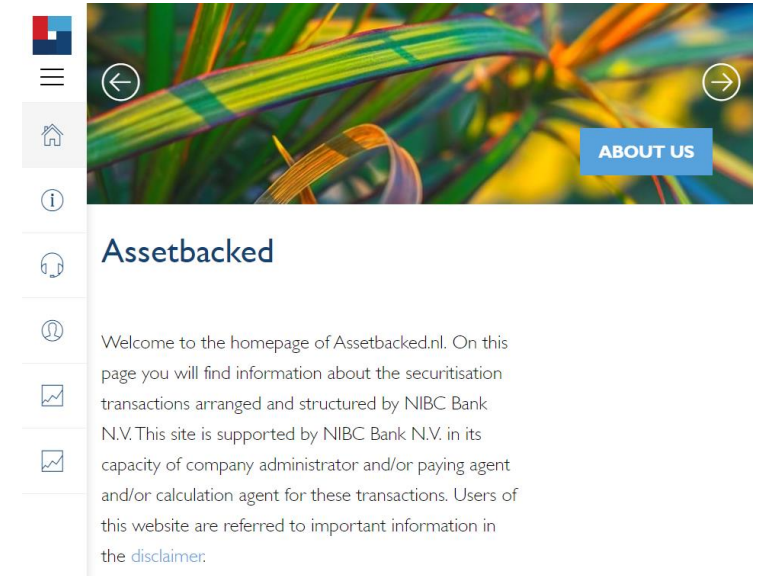 ABOUT US
Assetbacked
Welcome to the homepage of Assetbacked.nl. On this
page you will find information about the securitisation
transactions arranged and structured by NIBC Bank
N.V. This site is supported by NIBC Bank N.V. in its
capacity of company administrator and/or paying agent
and/or calculation agent for these transactions. Users of
this website are referred to important information in
the disclaimer.